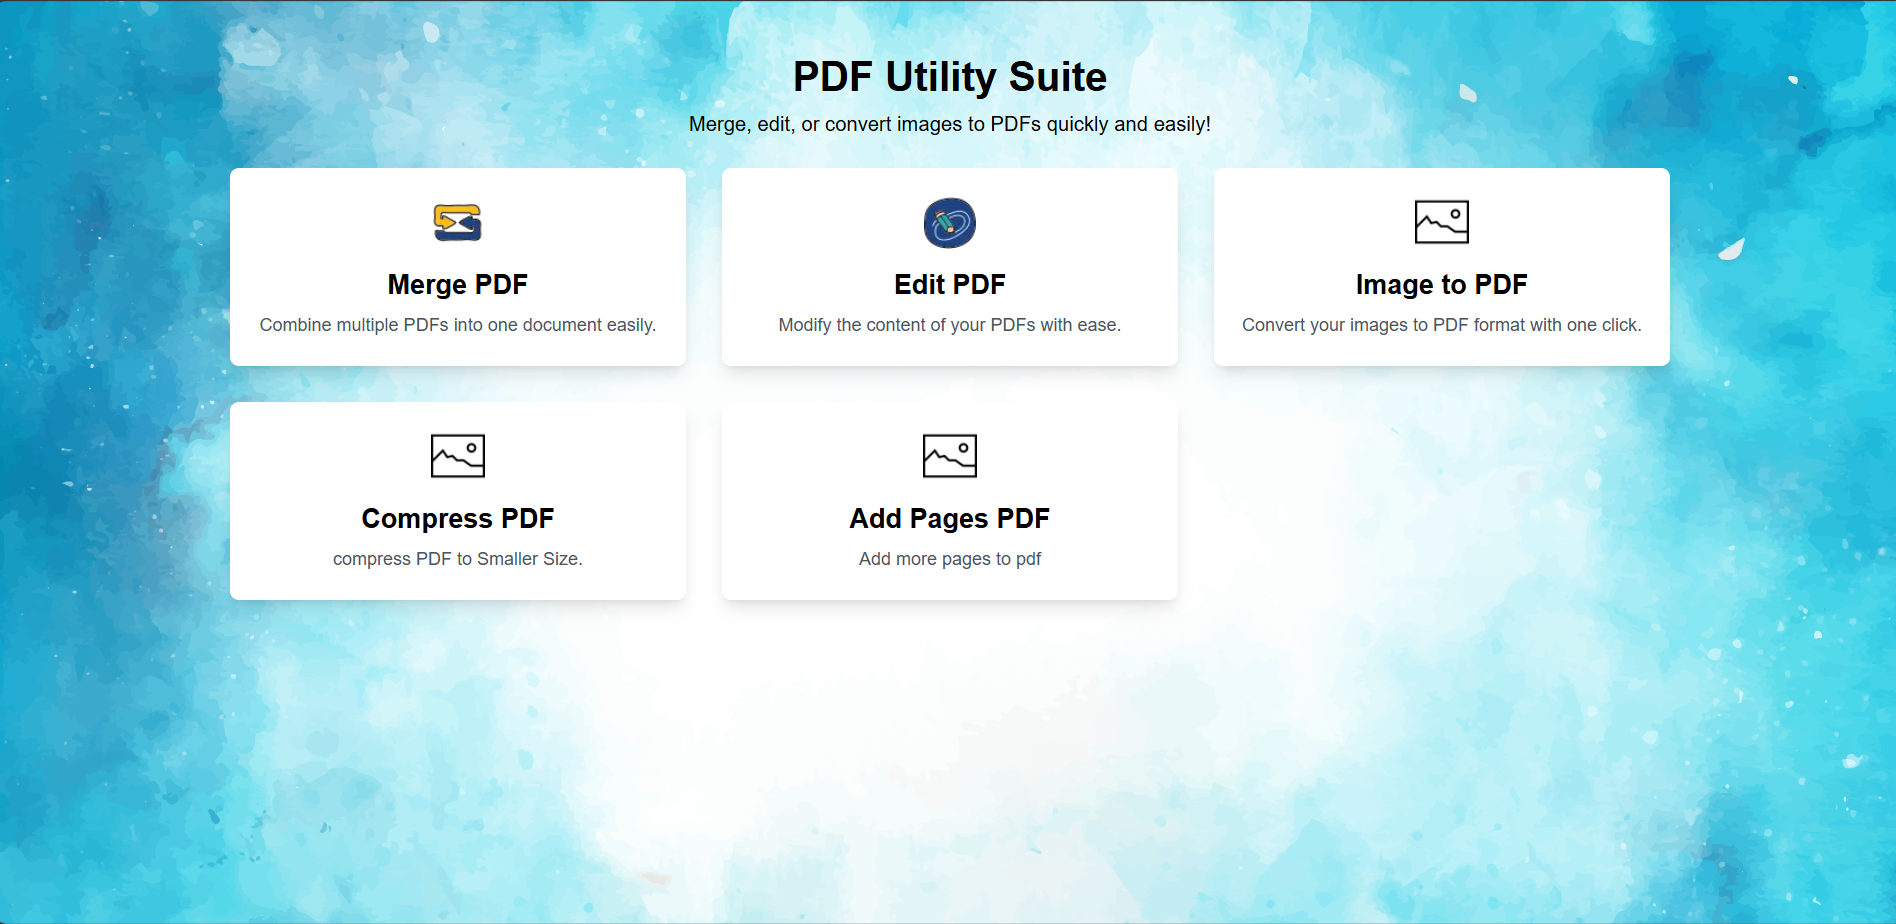 PDF Utility Suite
Merge, edit, or convert images to PDFs quickly and easily!
Merge PDF
Combine multiple PDFs into one document easily.
Edit PDF
Modify the content of your PDFs with ease.
Image to PDF
Convert your images to PDF format with one click.
Compress PDF
compress PDF to Smaller Size.
Add Pages PDF
Add more pages to pdf